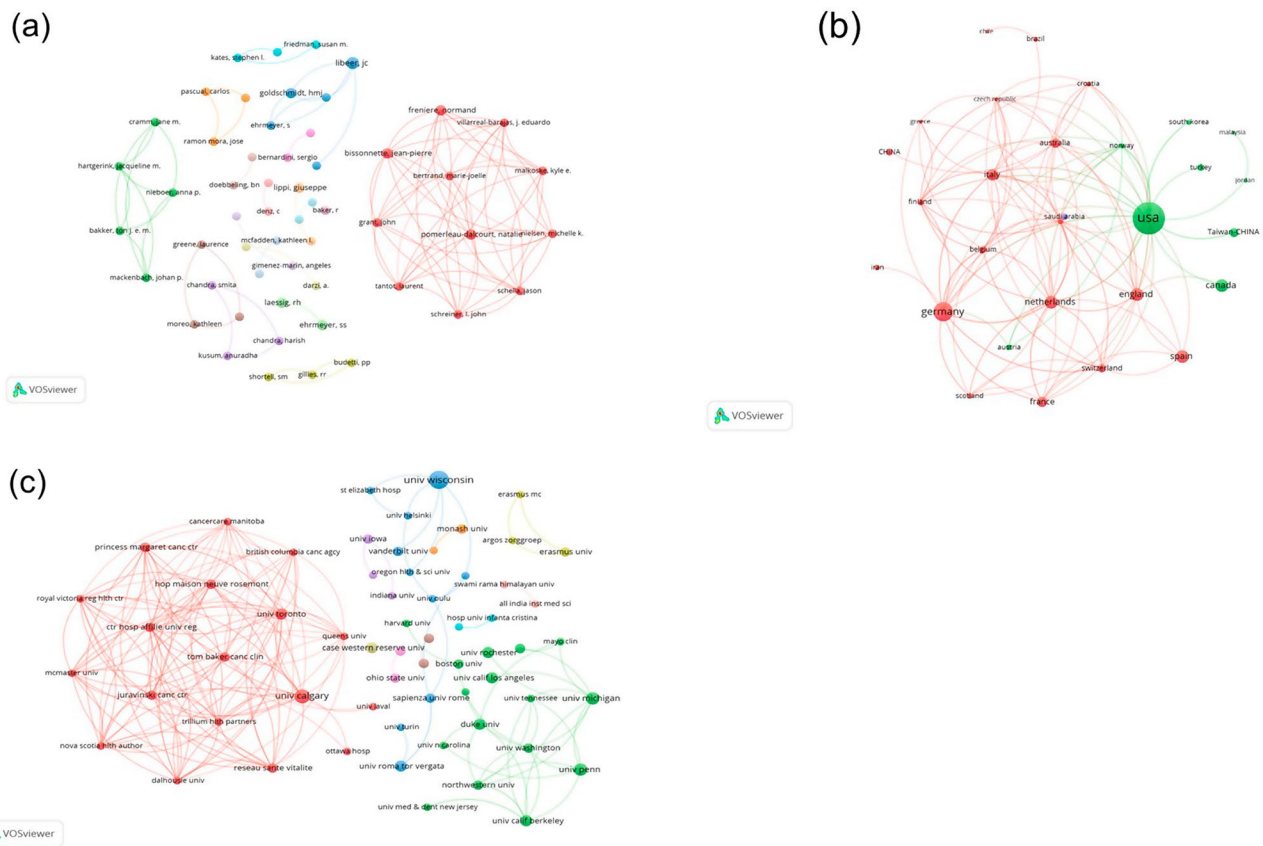 (a)
friedman, susan m.
kates, stephen l.
libeer, jc
pascual, carlos
goldschmidt, hmj
ehrmeyer, s
ramon mora, jose
cramm, jane m.
hartgerink, jacqueline m.
nieboer, anna p.
bakker, ton j. e. m.
mackenbach, johan p.
bernardini, sergio
doebbeling, bn
lippi, giuseppe
denz, c
baker, r
greene, laurence
mcfadden, kathleen l.
gimenez-marin, angeles
chandra, smita
darzi, a.
laessig, rh
moreo, kathleen
ehrmeyer, ss
chandra, harish
kusum, anuradha
budetti, pp
shortell, sm
gillies, rr
freniere, normand
villarreal-barajas, j. eduardo
bissonnette, jean-pierre
bertrand, marie-joelle
malkoske, kyle e.
grant, john
pomerleau-dalcourt, natalie
nielsen, michelle k.
tantot, laurent
schella, jason
schreiner, l. john
VOSviewer
(b)
chile
brazil
croatia
czech republic
greece
south korea
malaysia
CHINA
australia
norway
italy
turkey
jordan
finland
saudi arabia
usa
Taiwan-CHINA
belgium
iran
canada
england
netherlands
germany
austria
spain
switzerland
scotland
france
VOSviewer
(c)
univ wisconsin
st elizabeth hosp
erasmus mc
univ helsinki
cancercare manitoba
monash univ
univ iowa
argos zorggroep
princess margaret canc ctr
british columbia canc agcy
vanderbilt univ
erasmus univ
oregon hlth & sci univ
hop maison neuve rosemont
swami rama himalayan univ
royal victoria reg hlth ctr
indiana univ
univ oulu
all india inst med sci
univ toronto
hosp univ infanta cristina
ctr hosp affilie univ reg
harvard univ
queens univ
case western reserve univ
mayo clin
univ rochester
tom baker canc clin
boston univ
mcmaster univ
ohio state univ
univ calif los angeles
juravinski canc ctr
univ calgary
sapienza univ rome
univ tennessee
univ michigan
univ laval
trillium hlth partners
univ turin
duke univ
nova scotia hlth author
ottawa hosp
univ n carolina
univ washington
reseau sante vitalite
univ roma tor vergata
univ penn
dalhousie univ
northwestern univ
univ med & dent new jersey
univ calif berkeley
VOSviewer